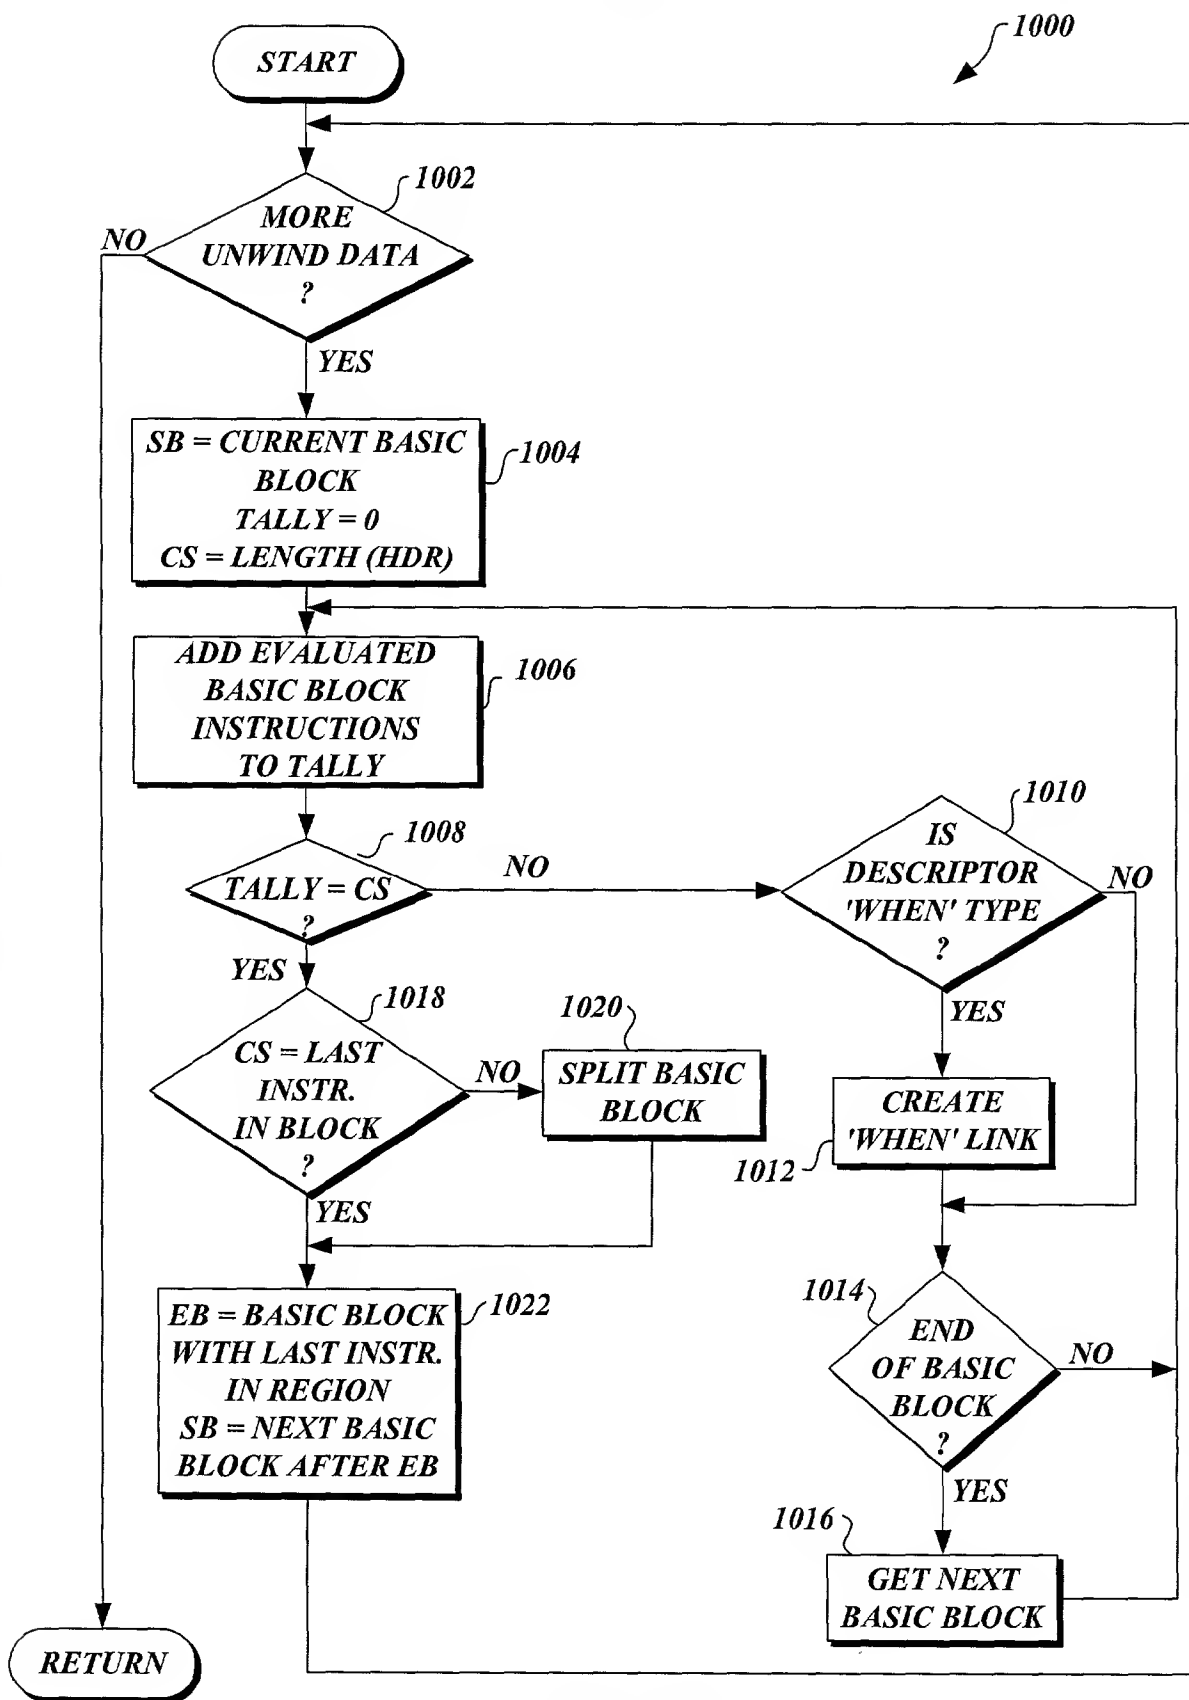 1000
START
1002
MORE
UNWIND DATA
?
NO
YES
SB = CURRENT BASIC
BLOCK
TALLY = 0
CS = LENGTH (HDR)
1004
ADD EVALUATED
BASIC BLOCK
INSTRUCTIONS
TO TALLY
1006
1008
TALLY = CS
?
NO
YES
1010
IS
DESCRIPTOR
'WHEN' TYPE
?
NO
YES
CREATE
'WHEN' LINK
1012
1018
CS = LAST
INSTR.
IN BLOCK
?
NO
YES
1020
SPLIT BASIC
BLOCK
1014
END
OF BASIC
BLOCK
?
NO
YES
1016
GET NEXT
BASIC BLOCK
EB = BASIC BLOCK
WITH LAST INSTR.
IN REGION
SB = NEXT BASIC
BLOCK AFTER EB
1022
RETURN